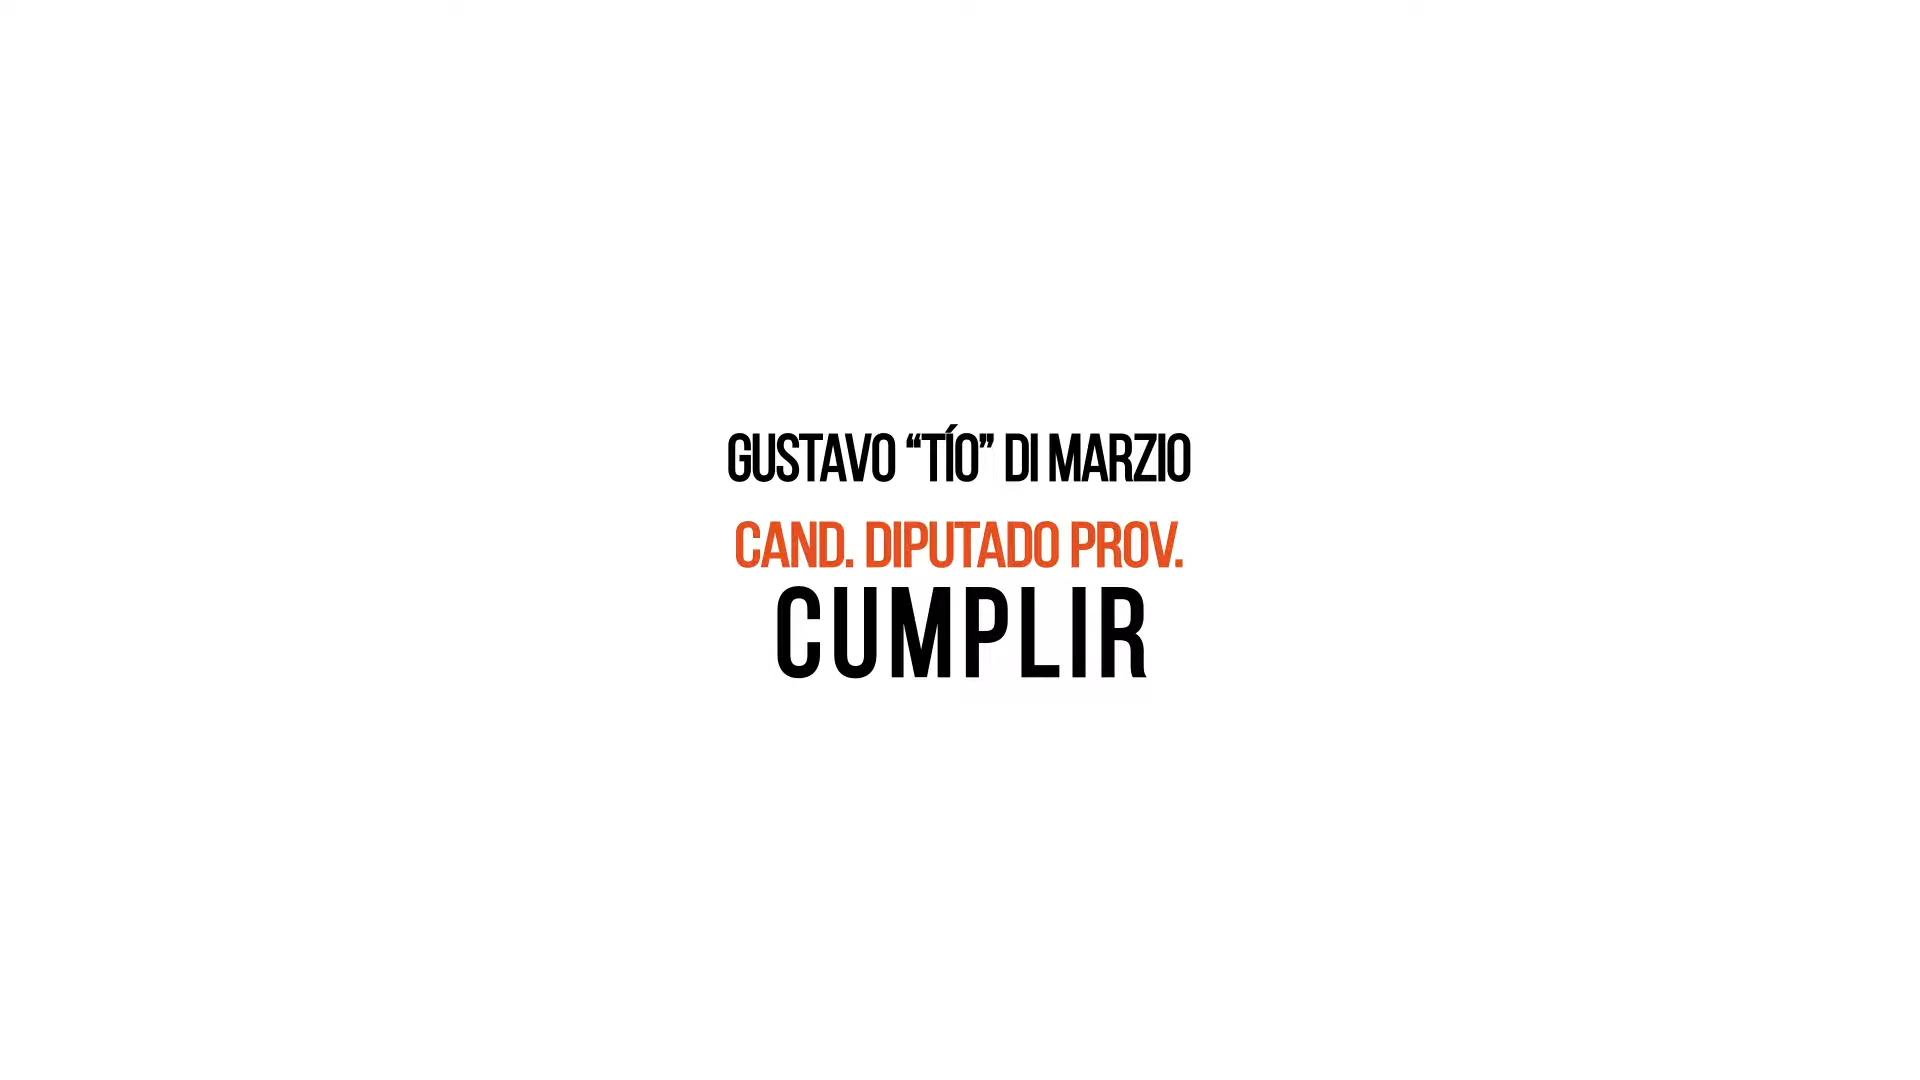 GUSTAVO “TÍO” DI MARZIO
CAND. DIPUTADO PROV.
CUMPLIR